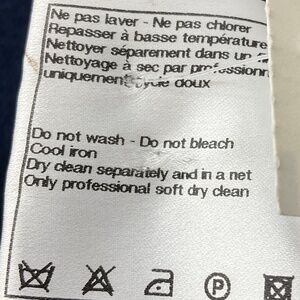 Ne pas laver - Ne pas chlorer
Repasser à basse température
Nettoyer séparement dans un
Nettoyage à sec par professionn
uniquement cycle doux
Do not wash - Do not bleach
Cool iron
Dry clean separately and in a net
Only professional soft dry clean
P